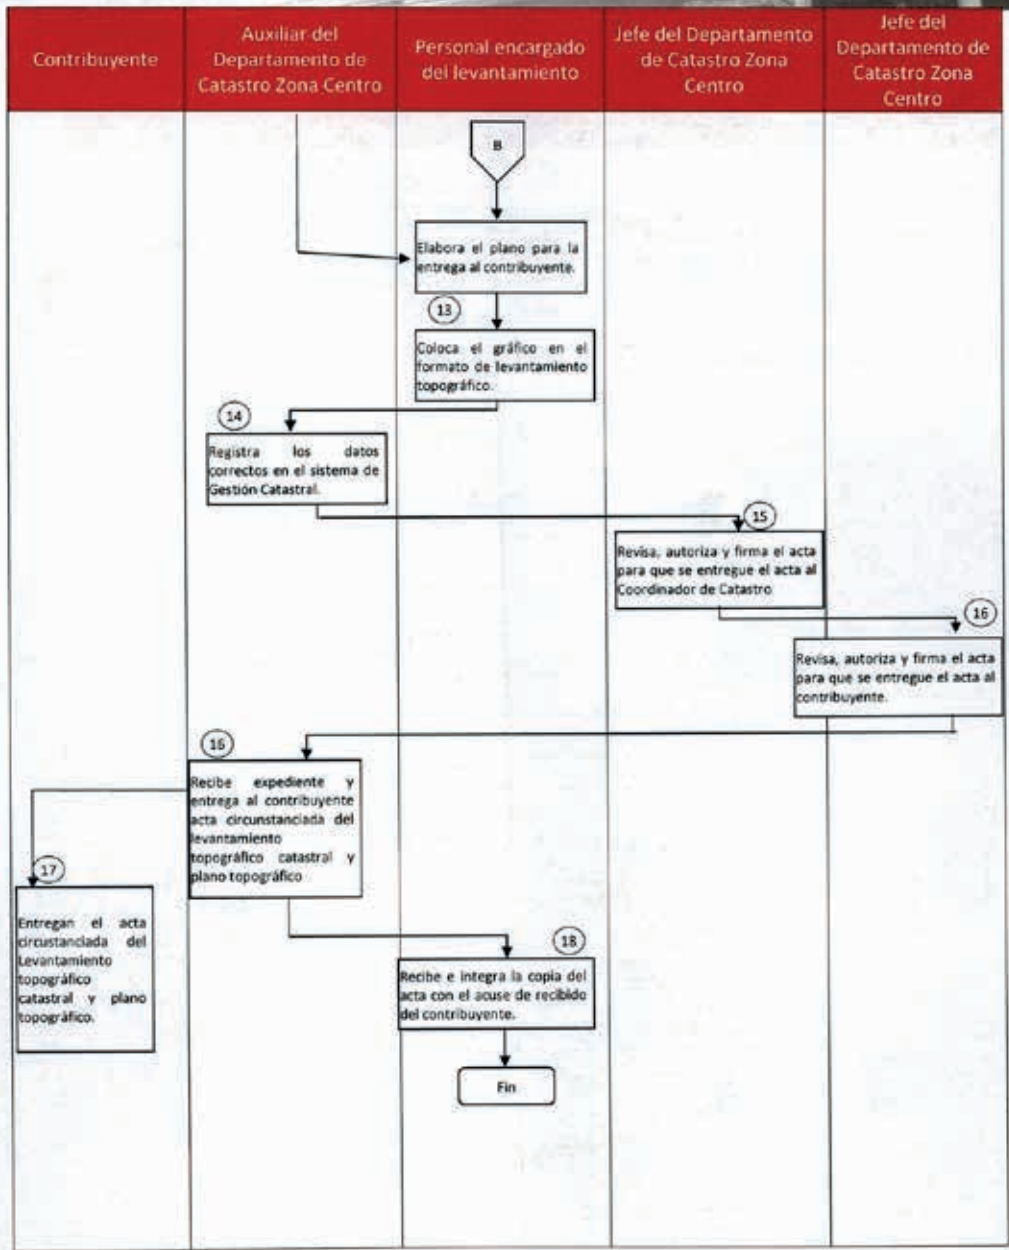 Contribuyente
Auxiliar del
Departamento de
Catastro Zona Centro
Personal encargado
del levantamiento
Jefe del Departamento
de Catastro Zona
Centro
Jefe del
Departamento de
Catastro Zona
Centro
B
Elabora el plano para la
entrega al contribuyente.
13
Coloca el gráfico en el
formato de levantamiento
topográfico.
14
Registra los datos
correctos en el sistema de
Gestión Catastral.
15
Revisa, autoriza y firma el acta
para que se entregue el acta al
Coordinador de Catastro
16
Revisa, autoriza y firma el acta
para que se entregue el acta al
contribuyente.
16
Recibe expediente y
entrega al contribuyente
acta circunstanciada del
levantamiento
topográfico catastral y
plano topográfico
17
Entregan el acta
circustanciada del
Levantamiento
topográfico
catastral y plano
topográfico.
18
Recibe e integra la copia del
acta con el acuse de recibido
del contribuyente.
Fin